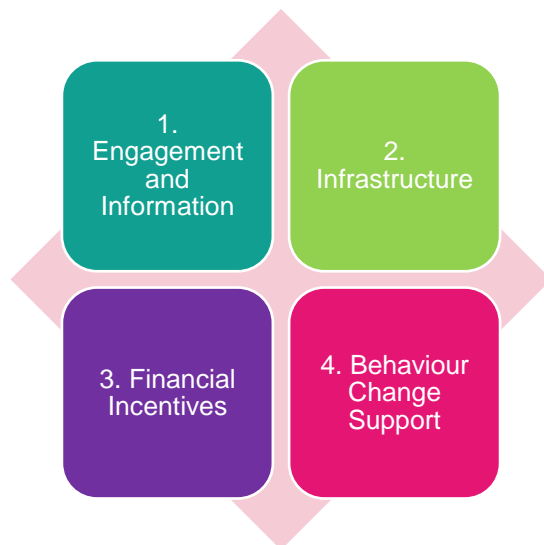 1.
Engagement
and
Information
2.
Infrastructure
3. Financial
Incentives
4. Behaviour
Change
Support